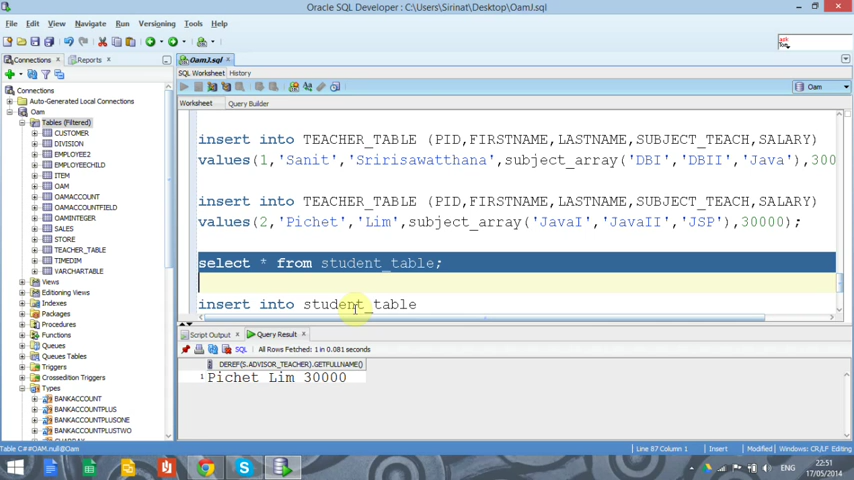 Oracle SQL Developer : C:\Users\Sirinat\Desktop\OamJ.sql
File Edit View Navigate Run Versioning Tools Help
Connections Reports OamJ.sql
SQL Worksheet History
Oam
Worksheet Query Builder
Connections
Auto-Generated Local Connections
Oam
Tables (Filtered)
CUSTOMER
DIVISION
EMPLOYEE2
EMPLOYEECHILD
ITEM
OAM
OAMACCOUNT
OAMACCOUNTFIELD
OAMINTEGER
SALES
STORE
TEACHER_TABLE
TIMEDIM
VARCHARTABLE
Views
Editioning Views
Indexes
Packages
Procedures
Functions
Queues
Queues Tables
Triggers
Crossedition Triggers
Types
BANKACCOUNT
BANKACCOUNTPLUS
BANKACCOUNTPLUSONE
BANKACCOUNTPLUSTWO
insert into TEACHER_TABLE (PID,FIRSTNAME,LASTNAME,SUBJECT_TEACH,SALARY)
values(1,'Sanit','Sririsawatthana',subject_array('DBI','DBII','Java'),300
insert into TEACHER_TABLE (PID,FIRSTNAME,LASTNAME,SUBJECT_TEACH,SALARY)
values(2,'Pichet','Lim',subject_array('JavaI','JavaII','JSP'),30000);
select * from student_table;
insert into student_table
Script Output Query Result
SQL All Rows Fetched: 1 in 0.081 seconds
DEREF(S.ADVISOR_TEACHER).GETFULLNAME()
1 Pichet Lim 30000
Table C##OAM.null@Oam
Line 87 Column 1 Insert Modified Windows: CR/LF Editing
ENG
22:51
17/05/2014